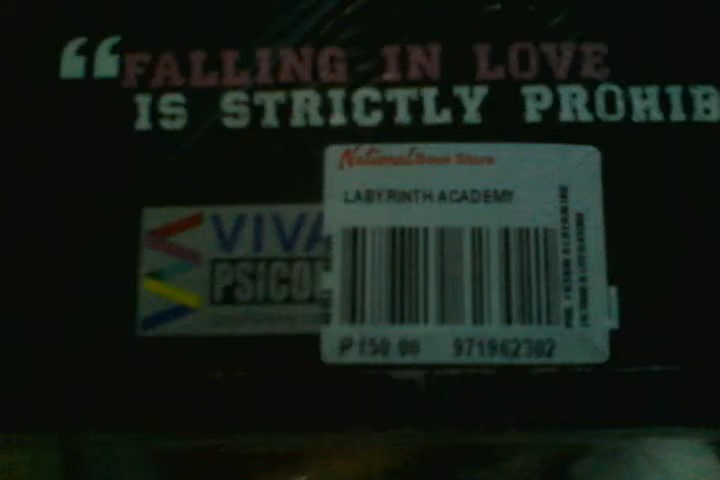 “FALLING IN LOVE
IS STRICTLY PROHIB
National Book Store
LABYRINTH ACADEMY
VIVA
PSICOM
₱150.00 971962302